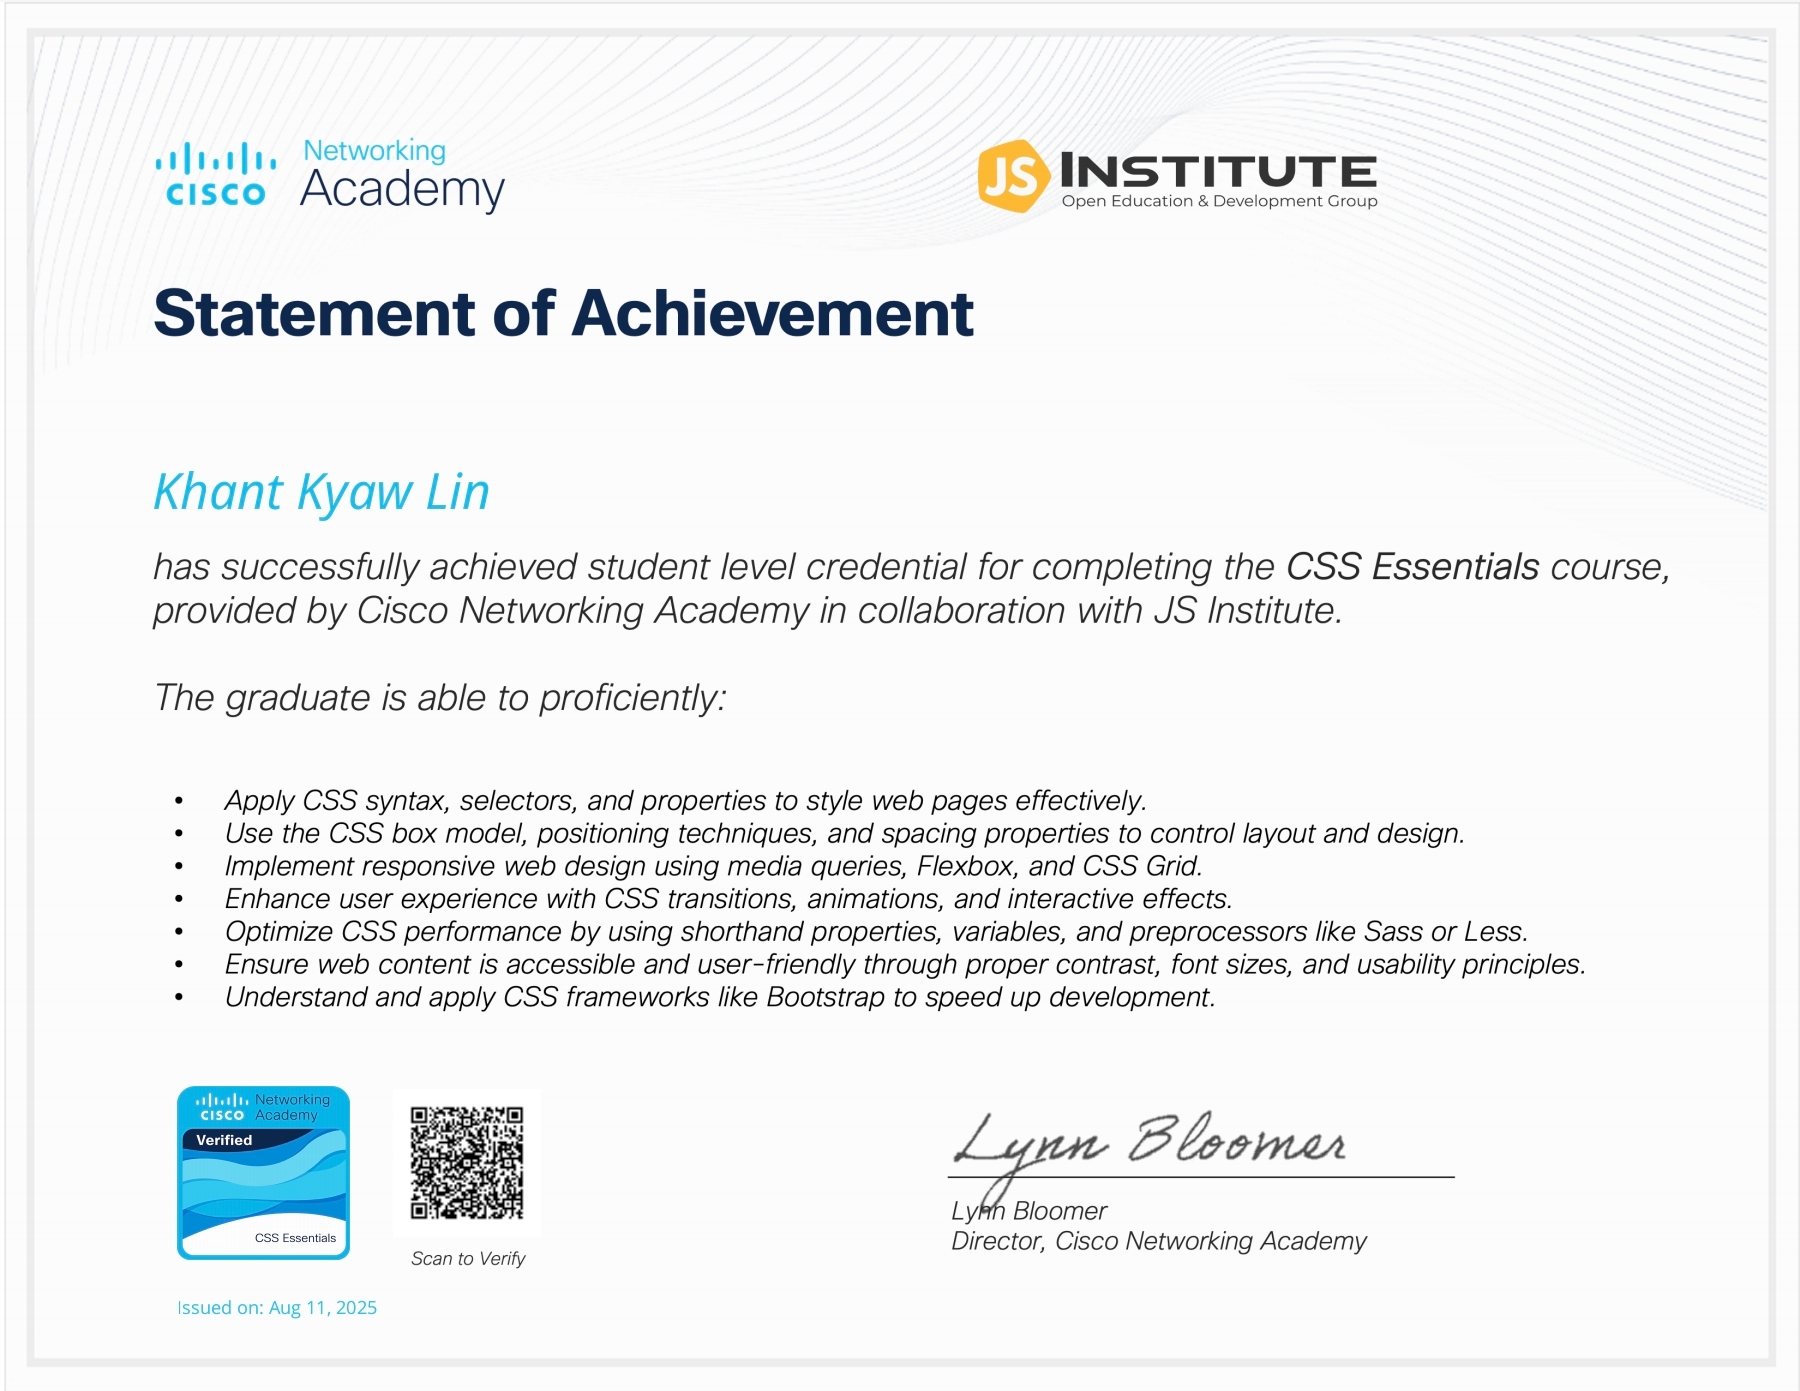 CISCO Networking Academy
JS INSTITUTE
Open Education & Development Group
Statement of Achievement
Khant Kyaw Lin
has successfully achieved student level credential for completing the CSS Essentials course,
provided by Cisco Networking Academy in collaboration with JS Institute.
The graduate is able to proficiently:
• Apply CSS syntax, selectors, and properties to style web pages effectively.
• Use the CSS box model, positioning techniques, and spacing properties to control layout and design.
• Implement responsive web design using media queries, Flexbox, and CSS Grid.
• Enhance user experience with CSS transitions, animations, and interactive effects.
• Optimize CSS performance by using shorthand properties, variables, and preprocessors like Sass or Less.
• Ensure web content is accessible and user-friendly through proper contrast, font sizes, and usability principles.
• Understand and apply CSS frameworks like Bootstrap to speed up development.
CISCO Networking Academy
Verified
CSS Essentials
Scan to Verify
Lynn Bloomer
Lynn Bloomer
Director, Cisco Networking Academy
Issued on: Aug 11, 2025